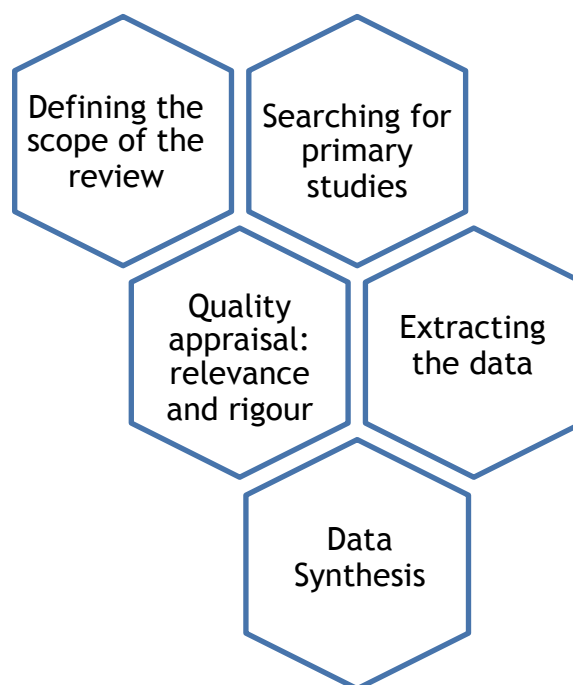 Defining the
scope of the
review
Searching for
primary
studies
Quality
appraisal:
relevance
and rigour
Extracting
the data
Data
Synthesis